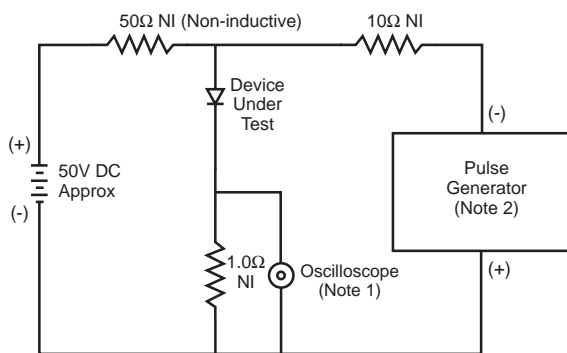 50Ω NI (Non-inductive)
10Ω NI
Device
Under
Test
(-)
(+)
50V DC
Approx
(-)
Pulse
Generator
(Note 2)
1.0Ω
NI
Oscilloscope
(Note 1)
(+)